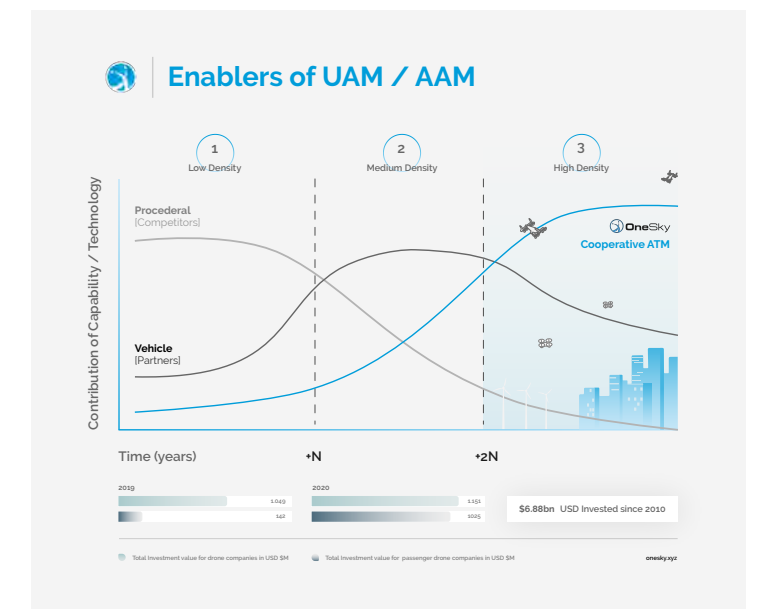 Enablers of UAM / AAM
1
2
3
Low Density
Medium Density
High Density
Contribution of Capability / Technology
Procederal
[Competitors]
OneSky
Cooperative ATM
Vehicle
[Partners]
Time (years)
+N
+2N
2019
1,049
142
2020
1.151
1025
$6.88bn USD Invested since 2010
Total Investment value for drone companies in USD $M
Total Investment value for passenger drone companies in USD $M
onesky.xyz